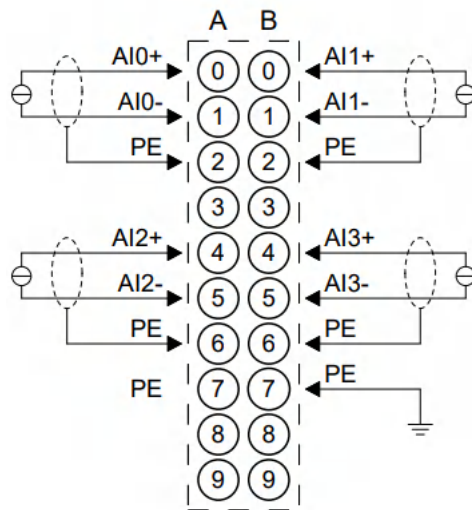 A B
AI0+ 0 0 AI1+
AI0- 1 1 AI1-
PE 2 2 PE
3 3
AI2+ 4 4 AI3+
AI2- 5 5 AI3-
PE 6 6 PE
PE 7 7 PE
8 8
9 9